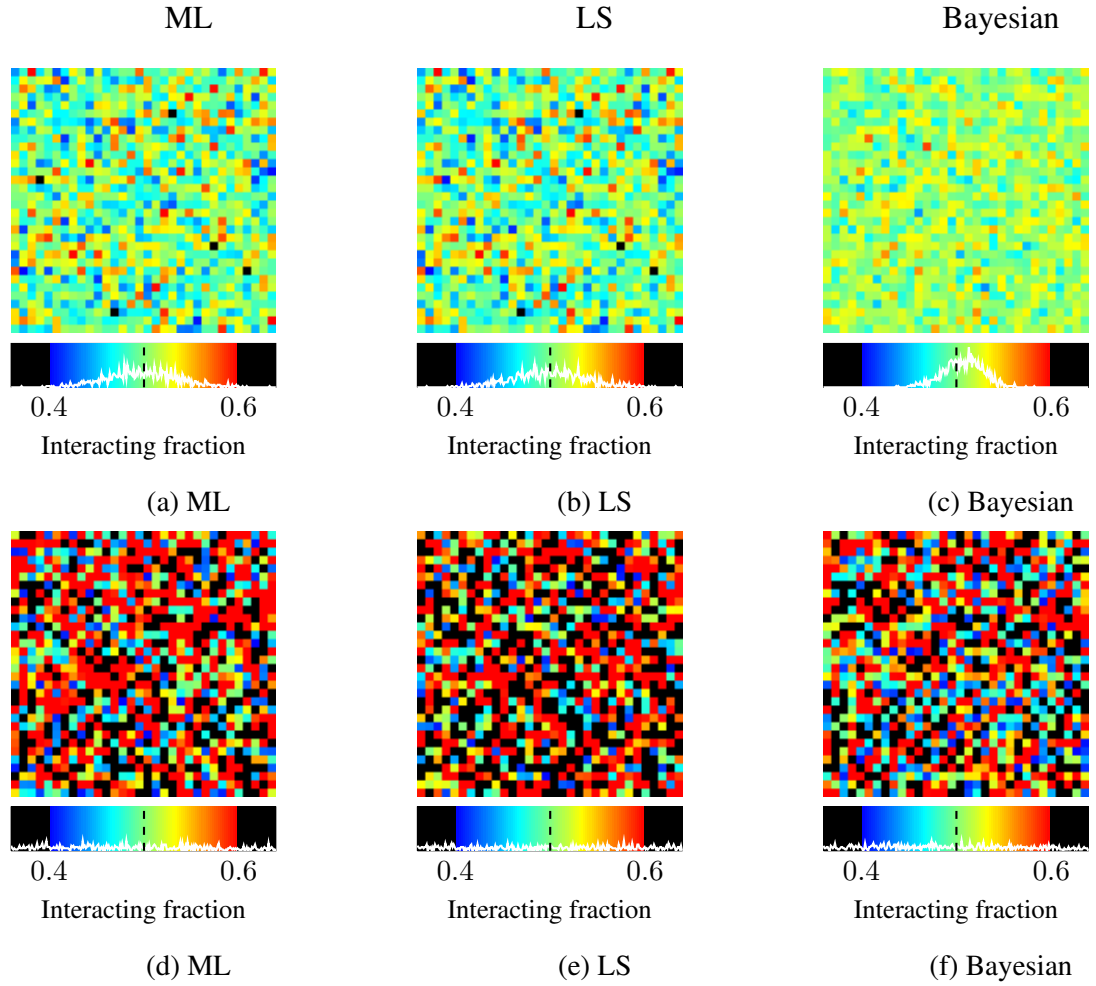 ML LS Bayesian
0.4 0.6 0.4 0.6 0.4 0.6
Interacting fraction Interacting fraction Interacting fraction
(a) ML (b) LS (c) Bayesian
0.4 0.6 0.4 0.6 0.4 0.6
Interacting fraction Interacting fraction Interacting fraction
(d) ML (e) LS (f) Bayesian